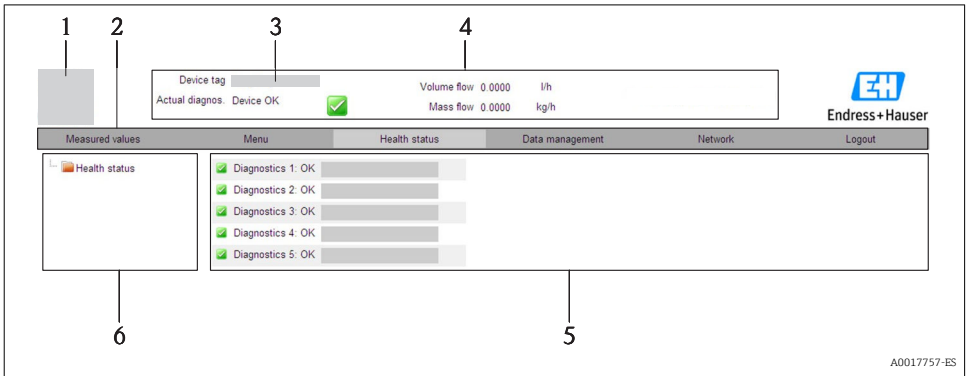 1 2 3 4
Device tag
Volume flow 0.0000 l/h
Actual diagnos. Device OK
Mass flow 0.0000 kg/h
EH
Endress+Hauser
Measured values Menu Health status Data management Network Logout
Health status
Diagnostics 1: OK
Diagnostics 2: OK
Diagnostics 3: OK
Diagnostics 4: OK
Diagnostics 5: OK
6 5
A0017757-ES